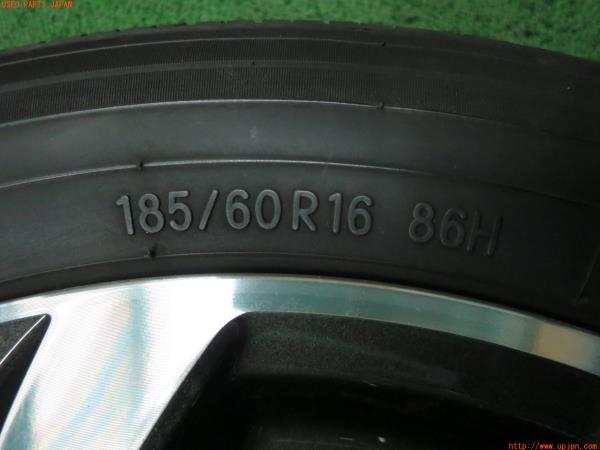 USED PARTS JAPAN
185/60R16 86H
http://www.upjpn.com/